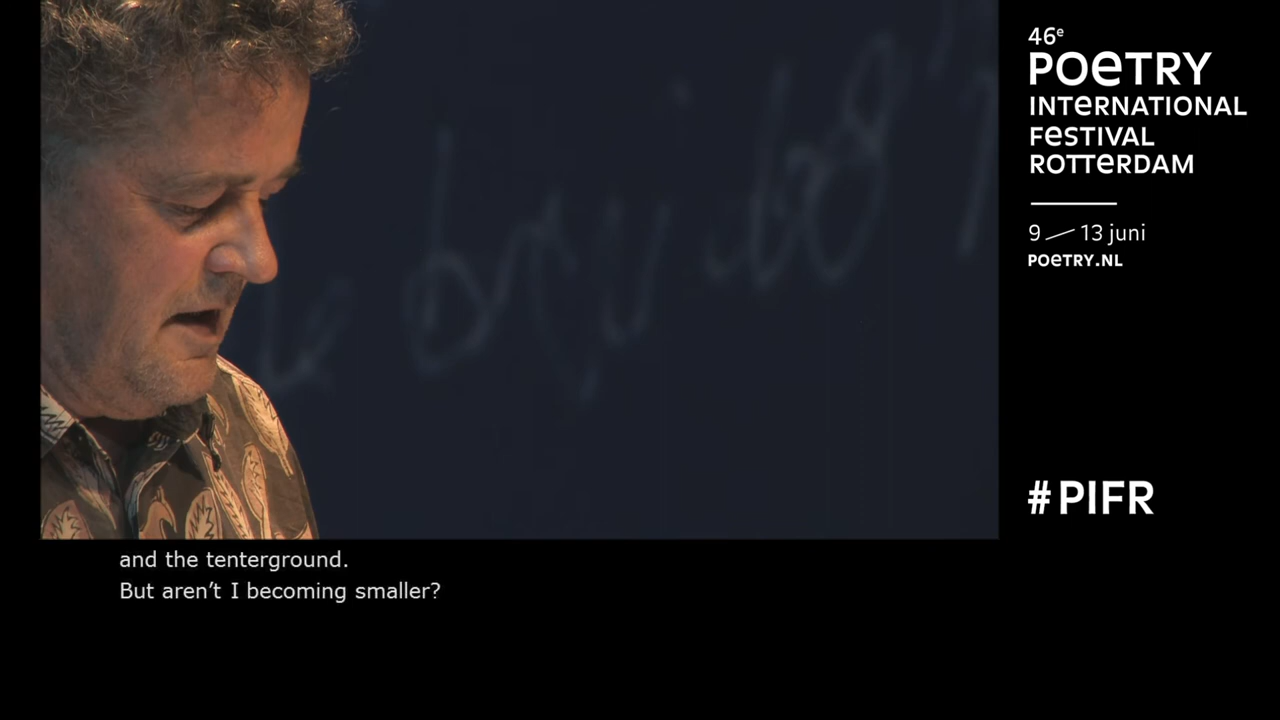 46e
POeTRY
INTeRNATIONAL
FeSTIVAL
ROTTeRDAM
9 — 13 juni
POeTRY.NL
#PIFR
and the tenterground.
But aren’t I becoming smaller?